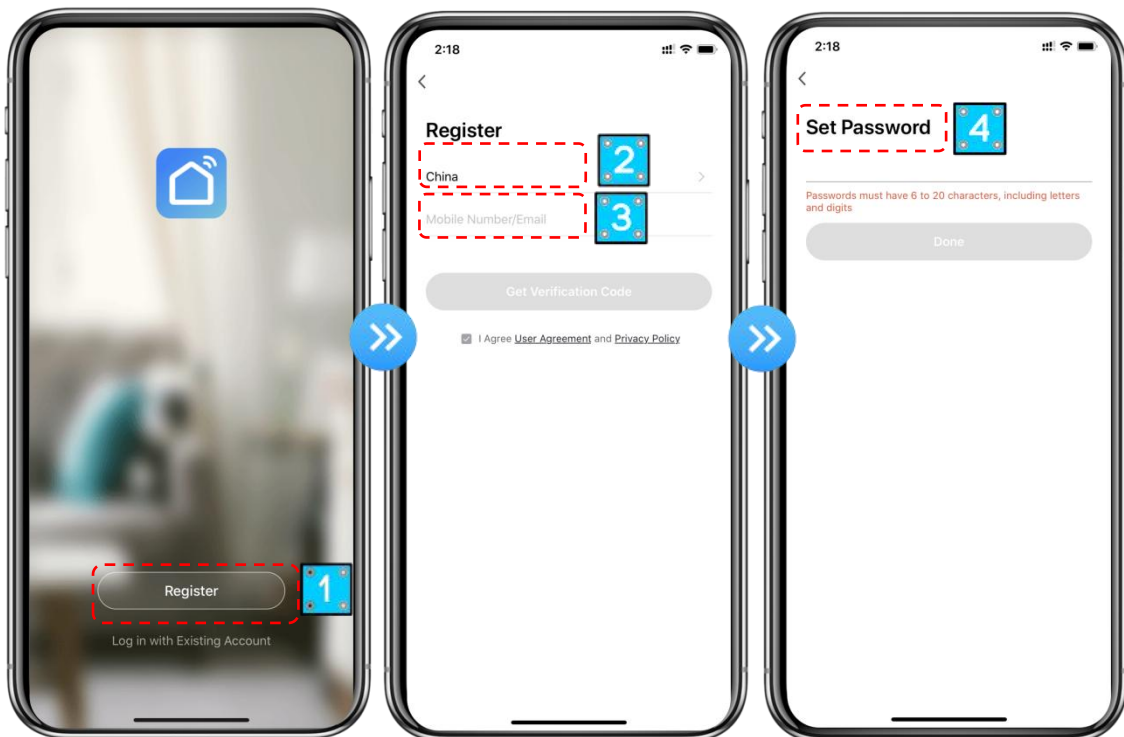 Register
1
Log in with Existing Account
2:18
Register
2
China
3
Mobile Number/Email
Get Verification Code
I Agree User Agreement and Privacy Policy
2:18
Set Password
4
Passwords must have 6 to 20 characters, including letters
and digits
Done